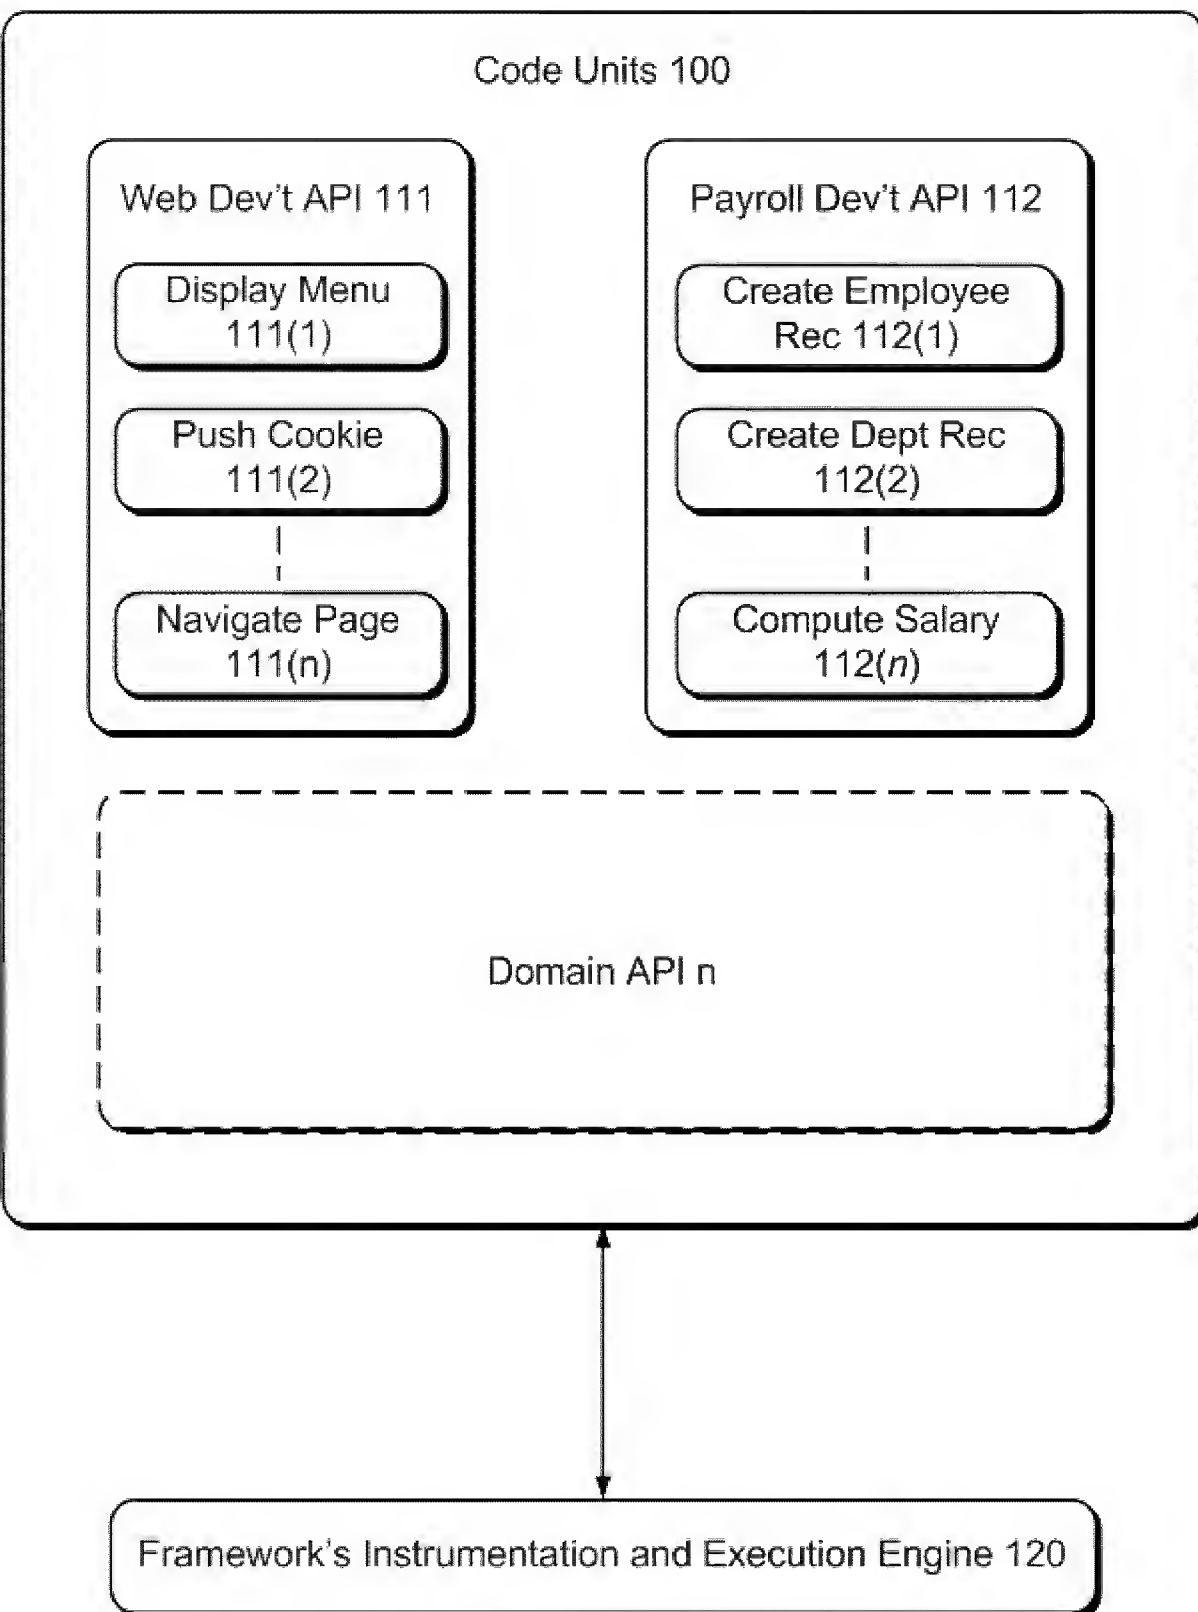 Code Units 100
Web Dev't API 111
Display Menu
111(1)
Push Cookie
111(2)
Navigate Page
111(n)
Payroll Dev't API 112
Create Employee
Rec 112(1)
Create Dept Rec
112(2)
Compute Salary
112(n)
Domain API n
Framework's Instrumentation and Execution Engine 120